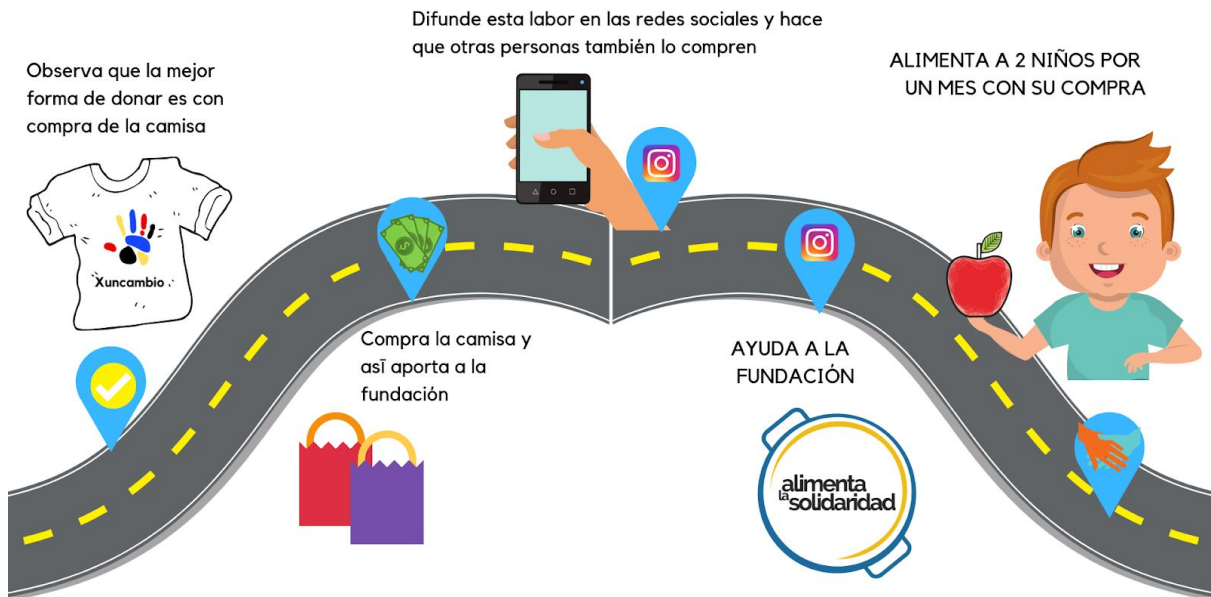 Observa que la mejor
forma de donar es con
compra de la camisa
Xuncambio
Compra la camisa y
asī aporta a la
fundación
Difunde esta labor en las redes sociales y hace
que otras personas también lo compren
AYUDA A LA
FUNDACIÓN
alimenta
la solidaridad
ALIMENTA A 2 NIÑOS POR
UN MES CON SU COMPRA